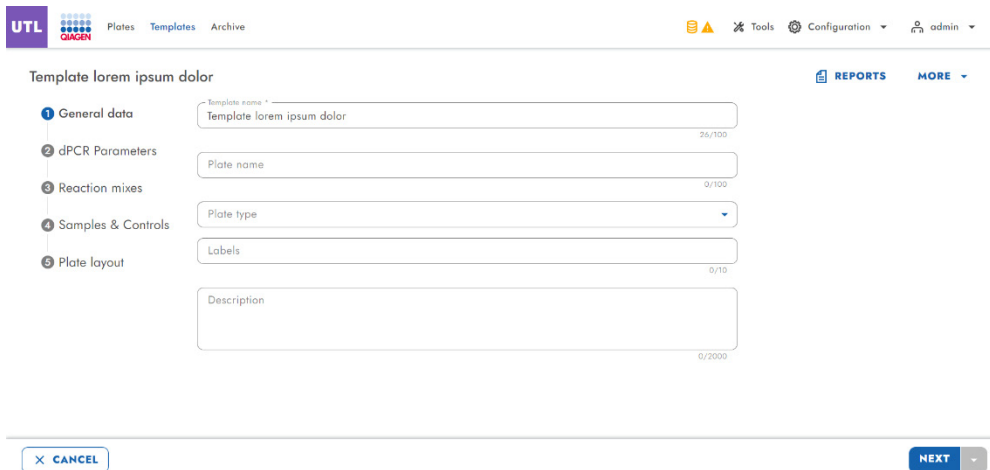 UTL QIAGEN Plates Templates Archive Tools Configuration admin
Template lorem ipsum dolor REPORTS MORE
1 General data
Template name *
Template lorem ipsum dolor
26/100
2 dPCR Parameters
Plate name
0/100
3 Reaction mixes
Plate type
4 Samples & Controls
Labels
0/10
5 Plate layout
Description
0/2000
CANCEL NEXT